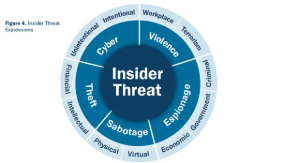 Figure 4. Insider Threat
Expressions
Unintentional
Intentional
Workplace
Terrorism
Criminal
Government
Economic
Virtual
Physical
Intellectual
Financial
Cyber
Violence
Espionage
Sabotage
Theft
Insider
Threat